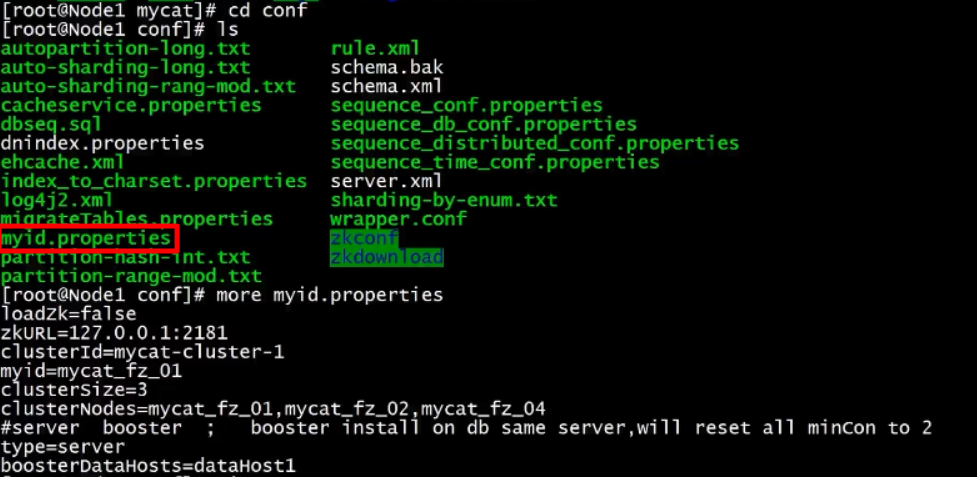 [root@Node1 mycat]# cd conf
[root@Node1 conf]# ls
autopartition-long.txt rule.xml
auto-sharding-long.txt schema.bak
auto-sharding-rang-mod.txt schema.xml
cacheservice.properties sequence_conf.properties
dbseq.sql sequence_db_conf.properties
dnindex.properties sequence_distributed_conf.properties
ehcache.xml sequence_time_conf.properties
index_to_charset.properties server.xml
log4j2.xml sharding-by-enum.txt
migrateTables.properties wrapper.conf
myid.properties zkconf
partition-hash-int.txt zkdownload
partition-range-mod.txt
[root@Node1 conf]# more myid.properties
loadZk=false
zkURL=127.0.0.1:2181
clusterId=mycat-cluster-1
myid=mycat_fz_01
clusterSize=3
clusterNodes=mycat_fz_01,mycat_fz_02,mycat_fz_04
#server booster ; booster install on db same server,will reset all minCon to 2
type=server
boosterDataHosts=dataHost1